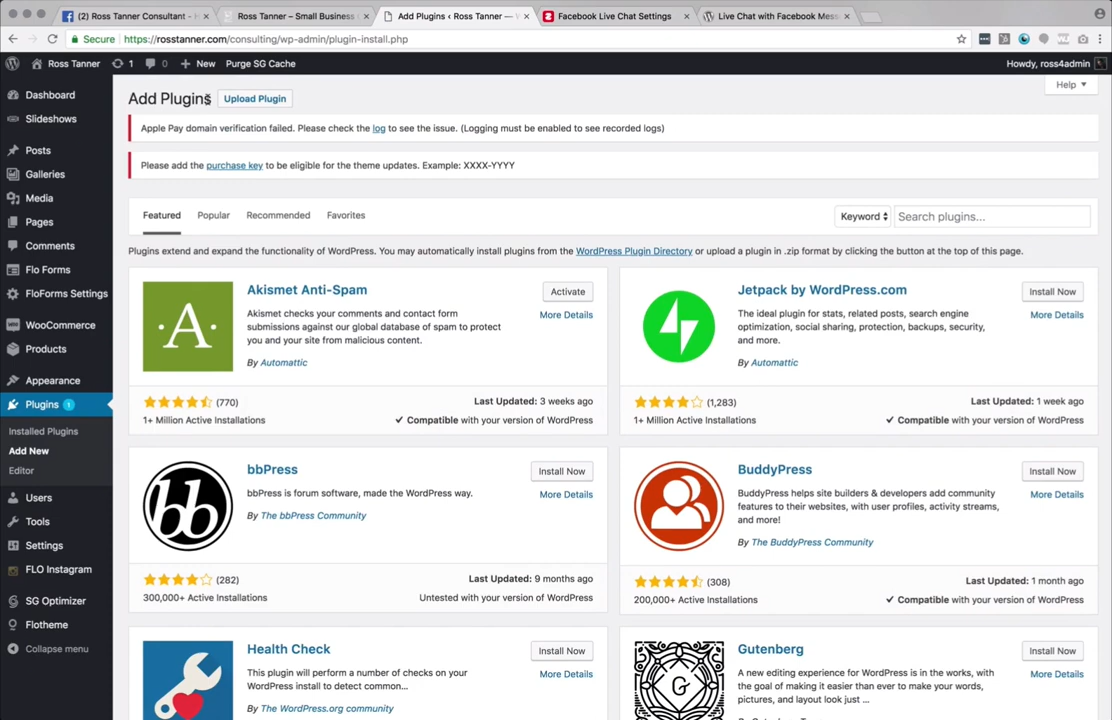 (2) Ross Tanner Consultant -
Ross Tanner – Small Business
Add Plugins ‹ Ross Tanner —
Facebook Live Chat Settings
Live Chat with Facebook Mess
Secure
https://rosstanner.com/consulting/wp-admin/plugin-install.php
Ross Tanner
1
0
New
Purge SG Cache
Howdy, ross4admin
Dashboard
Slideshows
Posts
Galleries
Media
Pages
Comments
Flo Forms
FloForms Settings
WooCommerce
Products
Appearance
Plugins 1
Installed Plugins
Add New
Editor
Users
Tools
Settings
FLO Instagram
SG Optimizer
Flotheme
Collapse menu
Help
Add Plugins
Upload Plugin
Apple Pay domain verification failed. Please check the log to see the issue. (Logging must be enabled to see recorded logs)
Please add the purchase key to be eligible for the theme updates. Example: XXXX-YYYY
Featured
Popular
Recommended
Favorites
Keyword
Search plugins...
Plugins extend and expand the functionality of WordPress. You may automatically install plugins from the WordPress Plugin Directory or upload a plugin in .zip format by clicking the button at the top of this page.
·A·
Akismet Anti-Spam
Activate
More Details
Akismet checks your comments and contact form
submissions against our global database of spam to protect
you and your site from malicious content.
By Automattic
(770)
Last Updated: 3 weeks ago
1+ Million Active Installations
Compatible with your version of WordPress
Jetpack by WordPress.com
Install Now
More Details
The ideal plugin for stats, related posts, search engine
optimization, social sharing, protection, backups, security,
and more.
By Automattic
(1,283)
Last Updated: 1 week ago
1+ Million Active Installations
Compatible with your version of WordPress
bb
bbPress
Install Now
More Details
bbPress is forum software, made the WordPress way.
By The bbPress Community
(282)
Last Updated: 9 months ago
300,000+ Active Installations
Untested with your version of WordPress
BuddyPress
Install Now
More Details
BuddyPress helps site builders & developers add community
features to their websites, with user profiles, activity streams,
and more!
By The BuddyPress Community
(308)
Last Updated: 1 month ago
200,000+ Active Installations
Compatible with your version of WordPress
Health Check
Install Now
More Details
This plugin will perform a number of checks on your
WordPress install to detect common...
By The WordPress.org community
G
Gutenberg
Install Now
More Details
A new editing experience for WordPress is in the works, with
the goal of making it easier than ever to make your words,
pictures, and layout look just ...